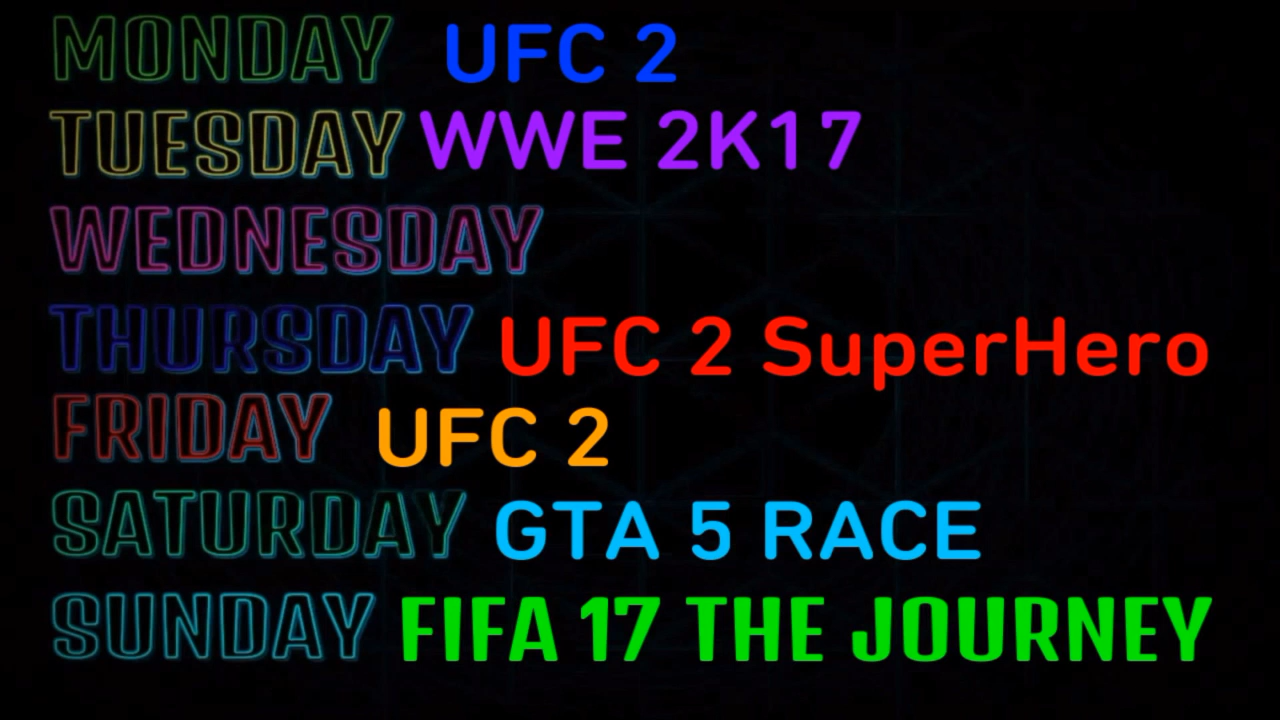 MONDAY UFC 2
TUESDAY WWE 2K17
WEDNESDAY
THURSDAY UFC 2 SuperHero
FRIDAY UFC 2
SATURDAY GTA 5 RACE
SUNDAY FIFA 17 THE JOURNEY